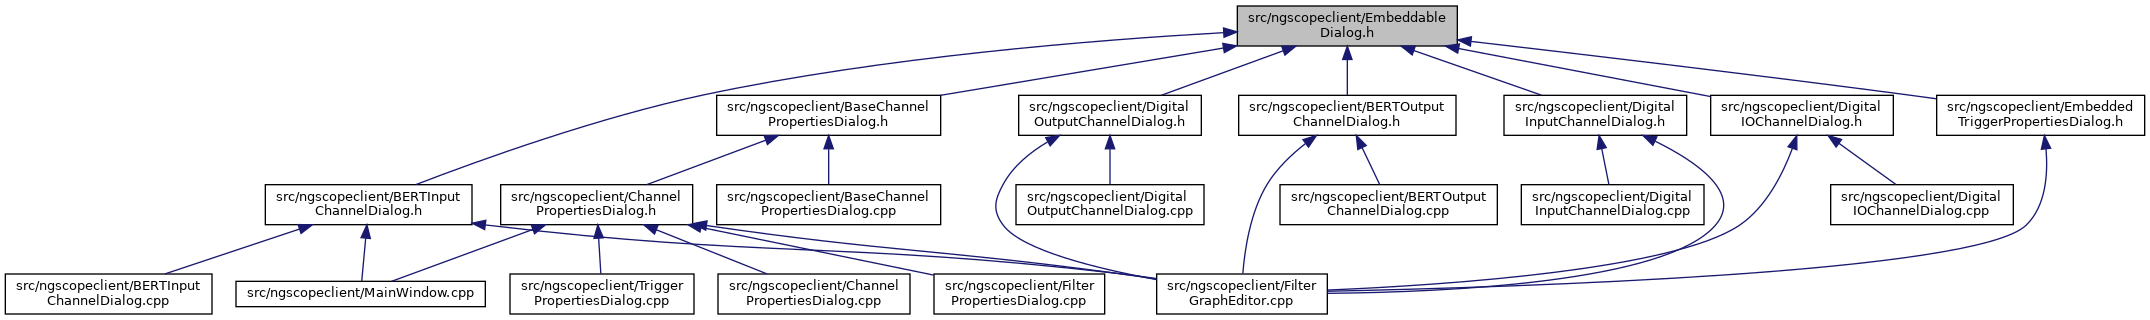 src/ngscopeclient/Embeddable
Dialog.h
src/ngscopeclient/BaseChannel
PropertiesDialog.h
src/ngscopeclient/Digital
OutputChannelDialog.h
src/ngscopeclient/BERTOutput
ChannelDialog.h
src/ngscopeclient/Digital
InputChannelDialog.h
src/ngscopeclient/Digital
IOChannelDialog.h
src/ngscopeclient/Embedded
TriggerPropertiesDialog.h
src/ngscopeclient/BERTInput
ChannelDialog.h
src/ngscopeclient/Channel
PropertiesDialog.h
src/ngscopeclient/BaseChannel
PropertiesDialog.cpp
src/ngscopeclient/Digital
OutputChannelDialog.cpp
src/ngscopeclient/BERTOutput
ChannelDialog.cpp
src/ngscopeclient/Digital
InputChannelDialog.cpp
src/ngscopeclient/Digital
IOChannelDialog.cpp
src/ngscopeclient/BERTInput
ChannelDialog.cpp
src/ngscopeclient/MainWindow.cpp
src/ngscopeclient/Trigger
PropertiesDialog.cpp
src/ngscopeclient/Channel
PropertiesDialog.cpp
src/ngscopeclient/Filter
PropertiesDialog.cpp
src/ngscopeclient/Filter
GraphEditor.cpp